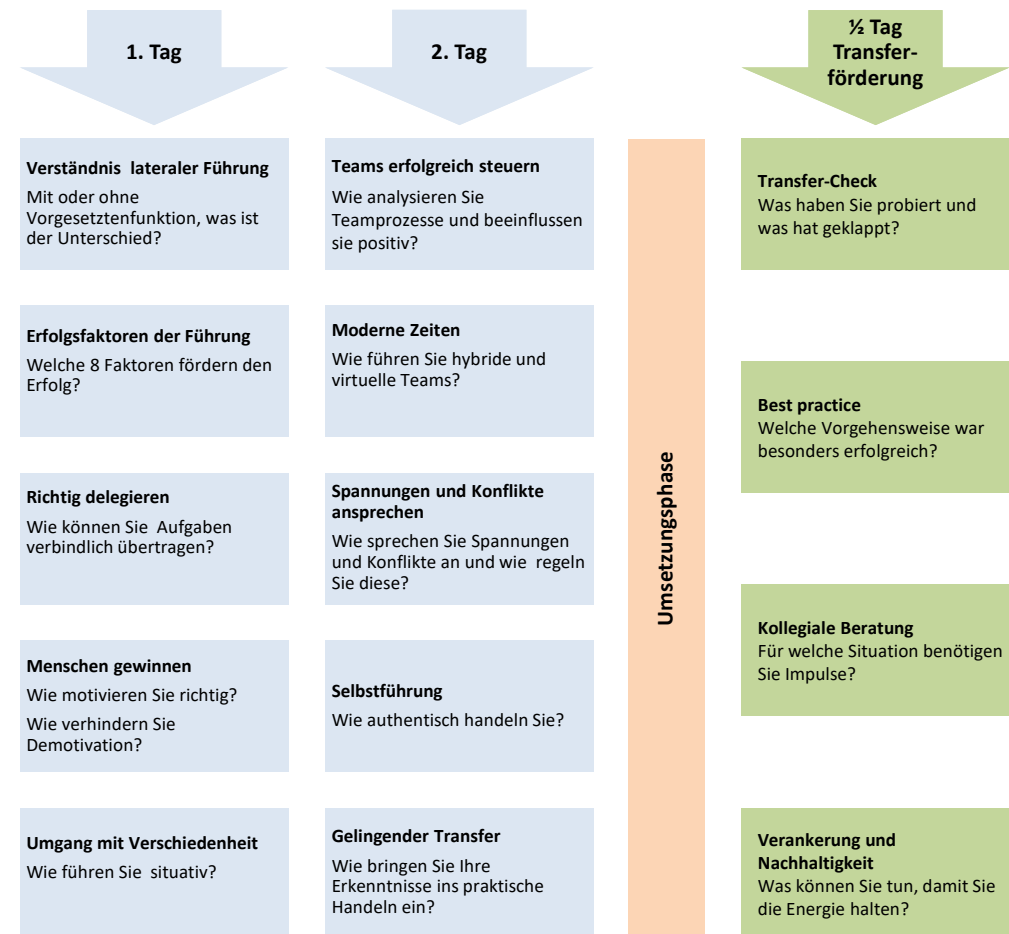 1. Tag
Verständnis lateraler Führung
Mit oder ohne
Vorgesetztenfunktion, was ist
der Unterschied?
Erfolgsfaktoren der Führung
Welche 8 Faktoren fördern den
Erfolg?
Richtig delegieren
Wie können Sie Aufgaben
verbindlich übertragen?
Menschen gewinnen
Wie motivieren Sie richtig?
Wie verhindern Sie
Demotivation?
Umgang mit Verschiedenheit
Wie führen Sie situativ?
2. Tag
Teams erfolgreich steuern
Wie analysieren Sie
Teamprozesse und beeinflussen
sie positiv?
Moderne Zeiten
Wie führen Sie hybride und
virtuelle Teams?
Spannungen und Konflikte
ansprechen
Wie sprechen Sie Spannungen
und Konflikte an und wie regeln
Sie diese?
Selbstführung
Wie authentisch handeln Sie?
Gelingender Transfer
Wie bringen Sie Ihre
Erkenntnisse ins praktische
Handeln ein?
Umsetzungsphase
½ Tag
Transfer-
förderung
Transfer-Check
Was haben Sie probiert und
was hat geklappt?
Best practice
Welche Vorgehensweise war
besonders erfolgreich?
Kollegiale Beratung
Für welche Situation benötigen
Sie Impulse?
Verankerung und
Nachhaltigkeit
Was können Sie tun, damit Sie
die Energie halten?